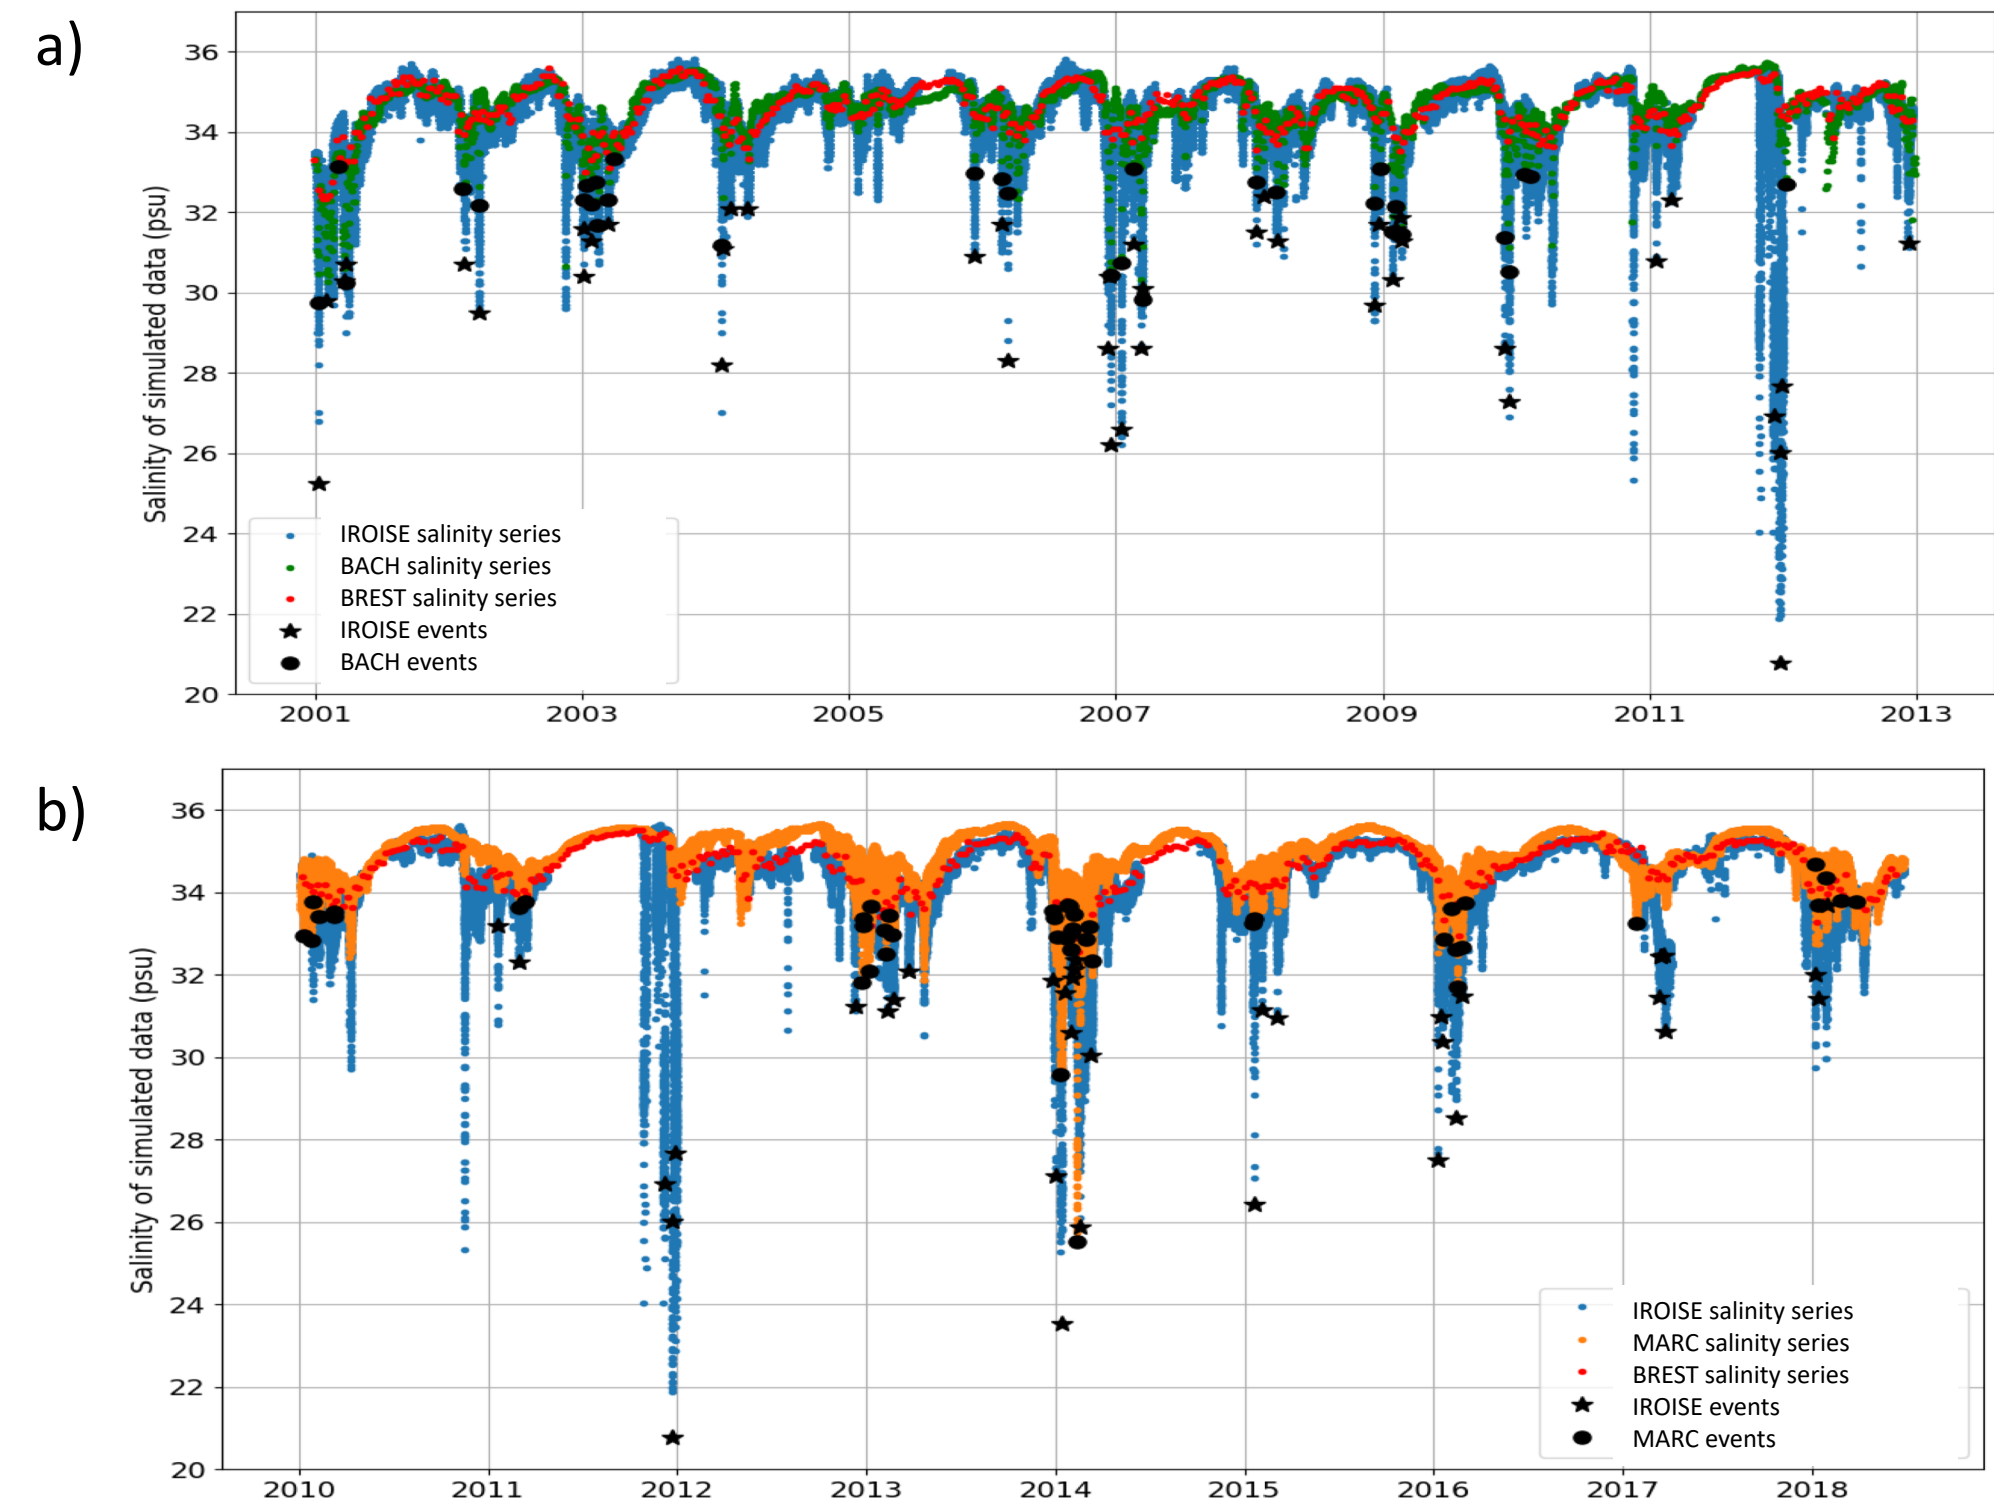 a)
Salinity of simulated data (psu)
36
34
32
30
28
26
24
22
20
IROISE salinity series
BACH salinity series
BREST salinity series
IROISE events
BACH events
2001 2003 2005 2007 2009 2011 2013
b)
Salinity of simulated data (psu)
36
34
32
30
28
26
24
22
20
IROISE salinity series
MARC salinity series
BREST salinity series
IROISE events
MARC events
2010 2011 2012 2013 2014 2015 2016 2017 2018